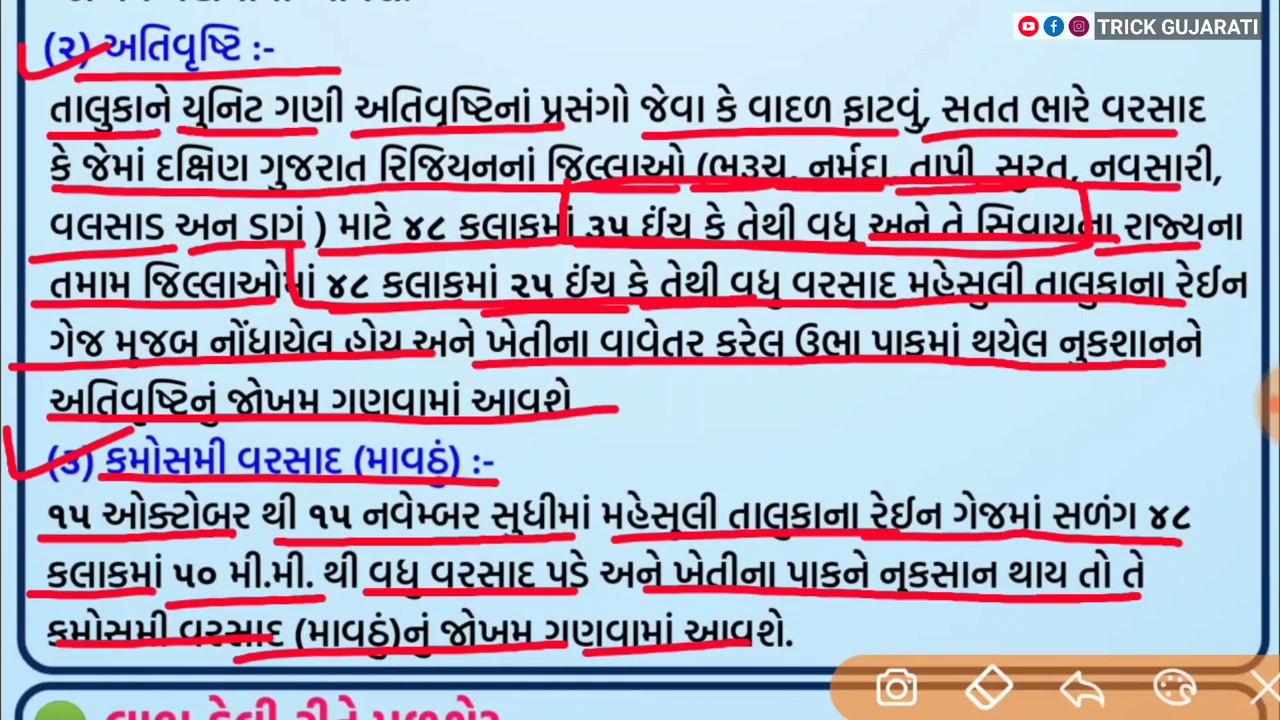 TRICK GUJARATI
(૨) અતિવૃષ્ટિ :-
તાલુકાને યુનિટ ગણી અતિવૃષ્ટિનાં પ્રસંગો જેવા કે વાદળ ફાટવું, સતત ભારે વરસાદ
કે જેમાં દક્ષિણ ગુજરાત રિજિયનનાં જિલ્લાઓ (ભરૂચ, નર્મદા, તાપી, સુરત, નવસારી,
વલસાડ અન ડાગં ) માટે ૪૮ કલાકમાં ૩૫ ઈંચ કે તેથી વધુ અને તે સિવાયના રાજ્યના
તમામ જિલ્લાઓમાં ૪૮ કલાકમાં ૨૫ ઈંચ કે તેથી વધુ વરસાદ મહેસુલી તાલુકાના રેઈન
ગેજ મુજબ નોંધાયેલ હોય અને ખેતીના વાવેતર કરેલ ઉભા પાકમાં થયેલ નુકશાનને
અતિવૃષ્ટિનું જોખમ ગણવામાં આવશે
(૩) કમોસમી વરસાદ (માવઠું) :-
૧૫ ઓક્ટોબર થી ૧૫ નવેમ્બર સુધીમાં મહેસુલી તાલુકાના રેઈન ગેજમાં સળંગ ૪૮
કલાકમાં ૫૦ મી.મી. થી વધુ વરસાદ પડે અને ખેતીના પાકને નુકસાન થાય તો તે
કમોસમી વરસાદ (માવઠું)નું જોખમ ગણવામાં આવશે.